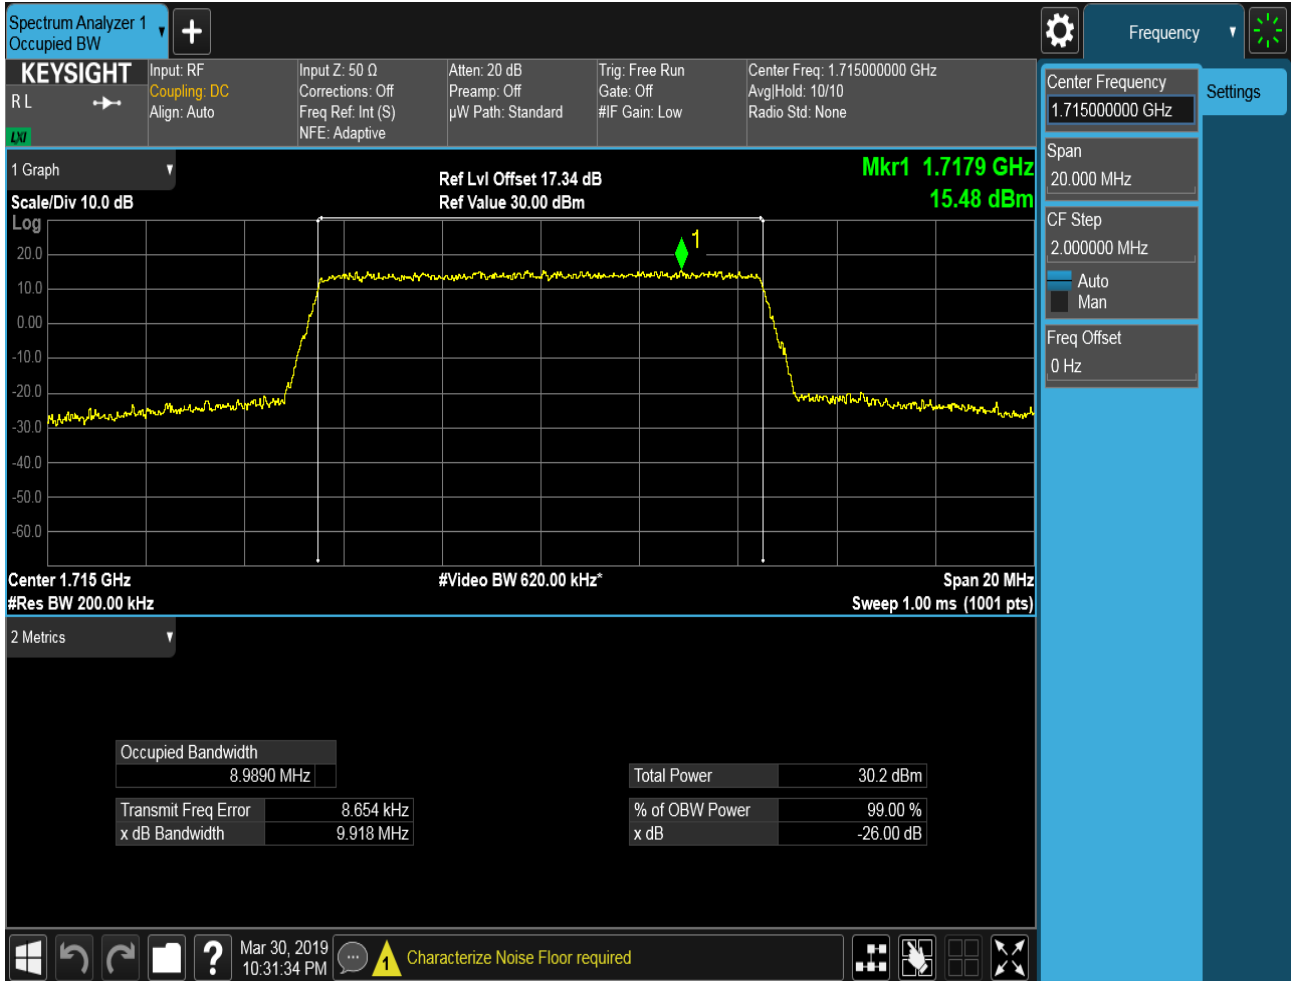 Spectrum Analyzer 1
Occupied BW
Frequency
KEYSIGHT
R L
LXI
Input: RF
Coupling: DC
Align: Auto
Input Z: 50 Ω
Corrections: Off
Freq Ref: Int (S)
NFE: Adaptive
Atten: 20 dB
Preamp: Off
µW Path: Standard
Trig: Free Run
Gate: Off
#IF Gain: Low
Center Freq: 1.715000000 GHz
Avg|Hold: 10/10
Radio Std: None
Center Frequency
1.715000000 GHz
Settings
Span
20.000 MHz
CF Step
2.000000 MHz
Auto
Man
Freq Offset
0 Hz
1 Graph
Scale/Div 10.0 dB
Ref Lvl Offset 17.34 dB
Ref Value 30.00 dBm
Mkr1 1.7179 GHz
15.48 dBm
Log
20.0
10.0
0.00
-10.0
-20.0
-30.0
-40.0
-50.0
-60.0
1
Center 1.715 GHz
#Video BW 620.00 kHz*
Span 20 MHz
#Res BW 200.00 kHz
Sweep 1.00 ms (1001 pts)
2 Metrics
Occupied Bandwidth
8.9890 MHz
Total Power 30.2 dBm
Transmit Freq Error 8.654 kHz
% of OBW Power 99.00 %
x dB Bandwidth 9.918 MHz
x dB -26.00 dB
?
Mar 30, 2019
10:31:34 PM
1
Characterize Noise Floor required